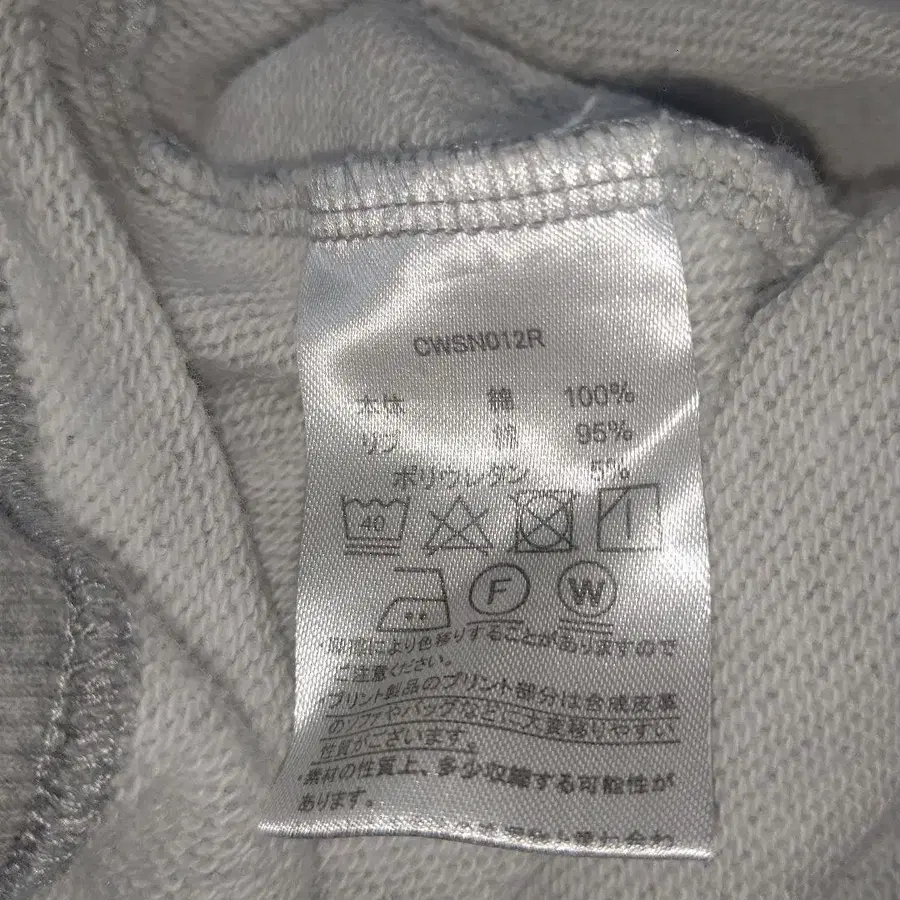 CWSN012R
本体 綿 100%
リブ 綿 95%
ポリウレタン 5%
40
F W
により色移りすることがありますので
ご注意ください。
プリント製品のプリント部分は合成皮革
のソファやバッグなどに大変移りやすい
性質がございます。
・素材の性質上、多少収縮する可能性が
あります。